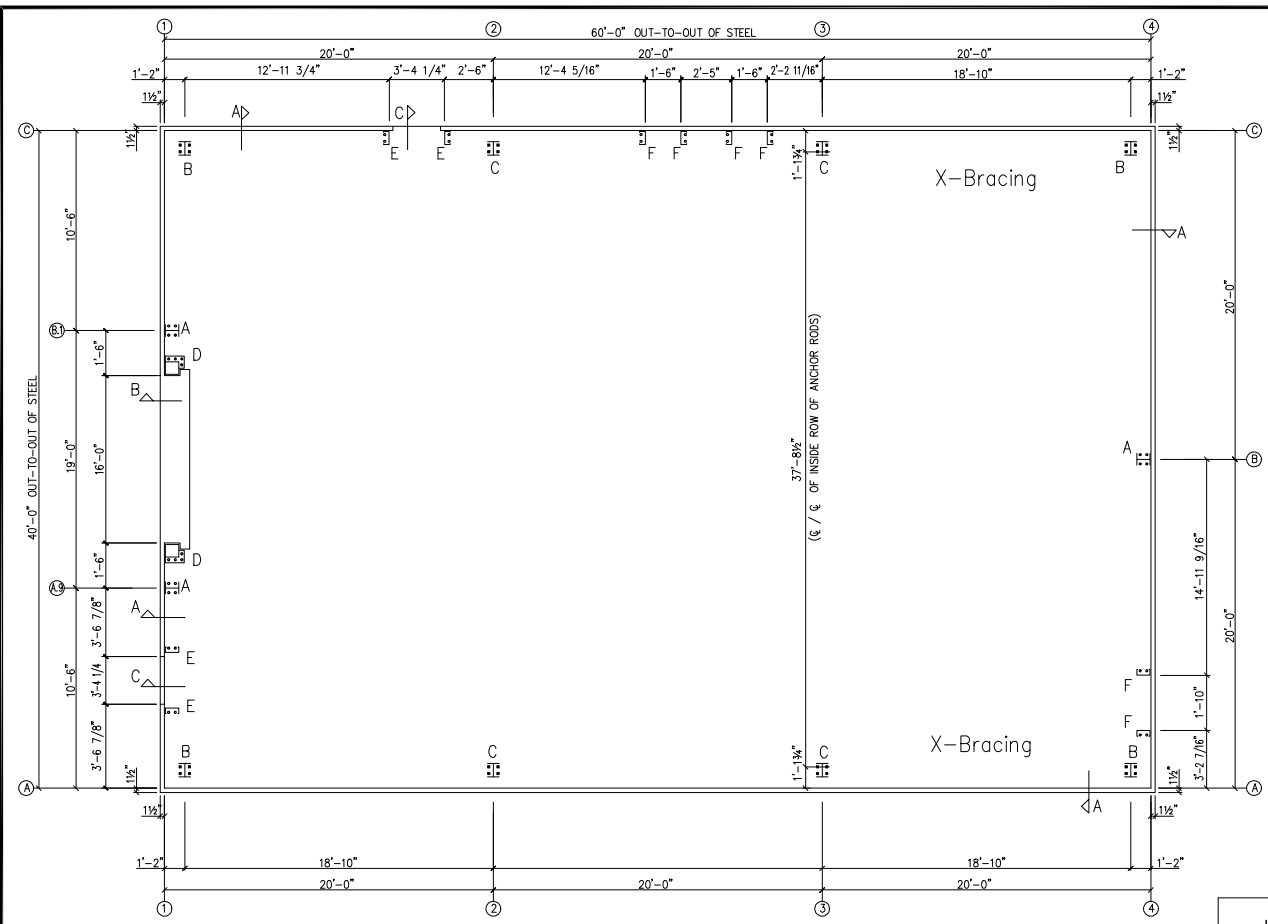 1 2 3 4
60'-0" OUT-TO-OUT OF STEEL
20'-0" 20'-0" 20'-0"
1'-2" 12'-11 3/4" 3'-4 1/4" 2'-6" 12'-4 5/16" 1'-6" 2'-5" 1'-6" 2'-2 11/16" 18'-10" 1'-2"
1½" 1½"
A C
C C
1½" 1½"
E E F F F F
B C C B
1'-1¾"
X-Bracing
10'-6"
A
20'-0"
B.1 A
1'-6"
D
B
40'-0" OUT-TO-OUT OF STEEL
19'-0"
16'-0"
37'-8½"
(℄ / ℄ OF INSIDE ROW OF ANCHOR RODS)
A B
D
1'-6"
A.9 A
14'-11 9/16"
A
3'-6 7/8"
20'-0"
E
10'-6"
3'-4 1/4
C
F
1'-10"
E
F
3'-6 7/8"
3'-2 7/16"
X-Bracing
B C C B
1'-1¾"
1½" 1½"
A A
A
1½" 1½"
1'-2" 18'-10" 18'-10" 1'-2"
20'-0" 20'-0" 20'-0"
1 2 3 4